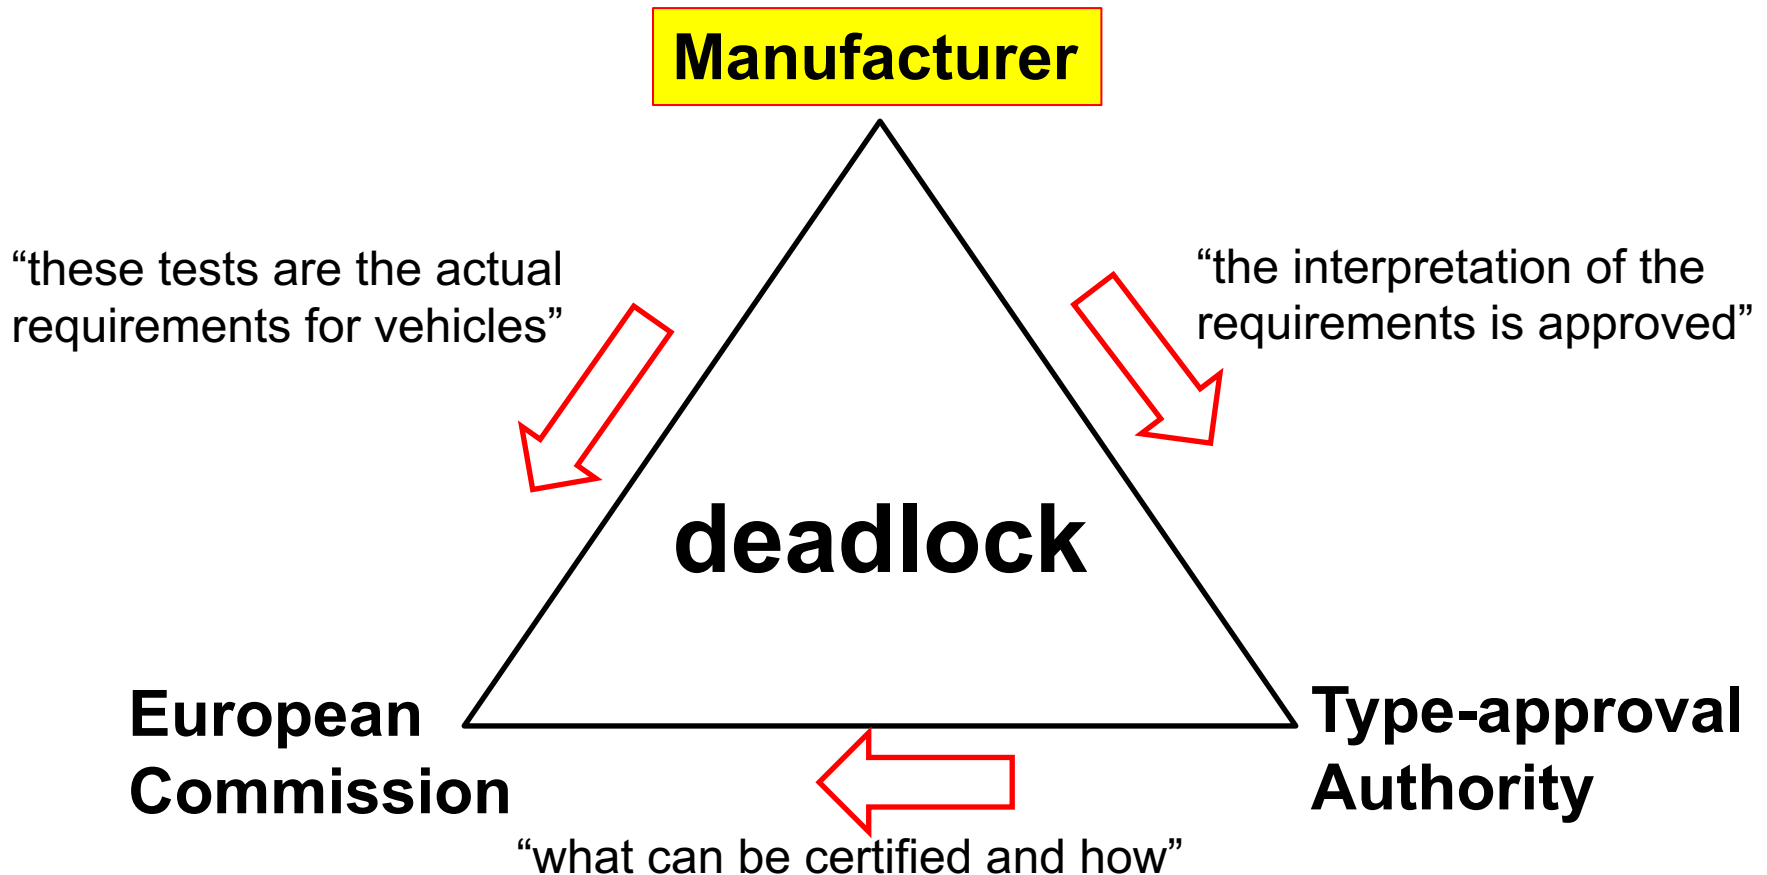 Manufacturer
“these tests are the actual
requirements for vehicles”
“the interpretation of the
requirements is approved”
deadlock
European
Commission
Type-approval
Authority
“what can be certified and how”